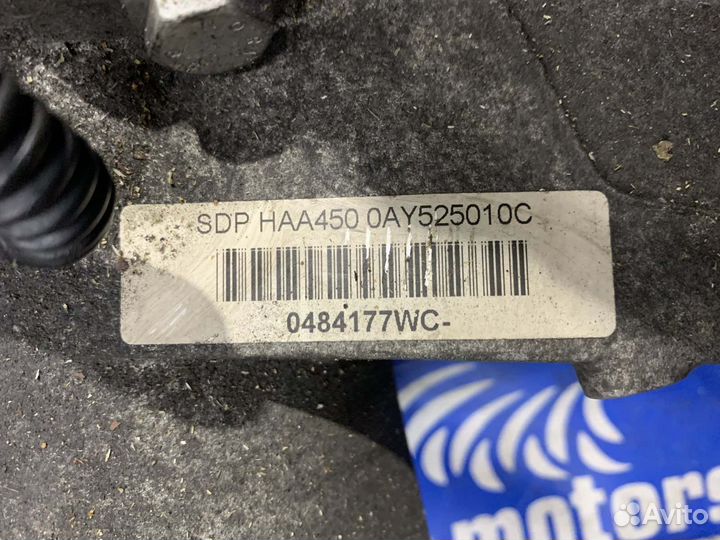 SDP HAA450 0AY525010C
0484177WC-
motors
Avito